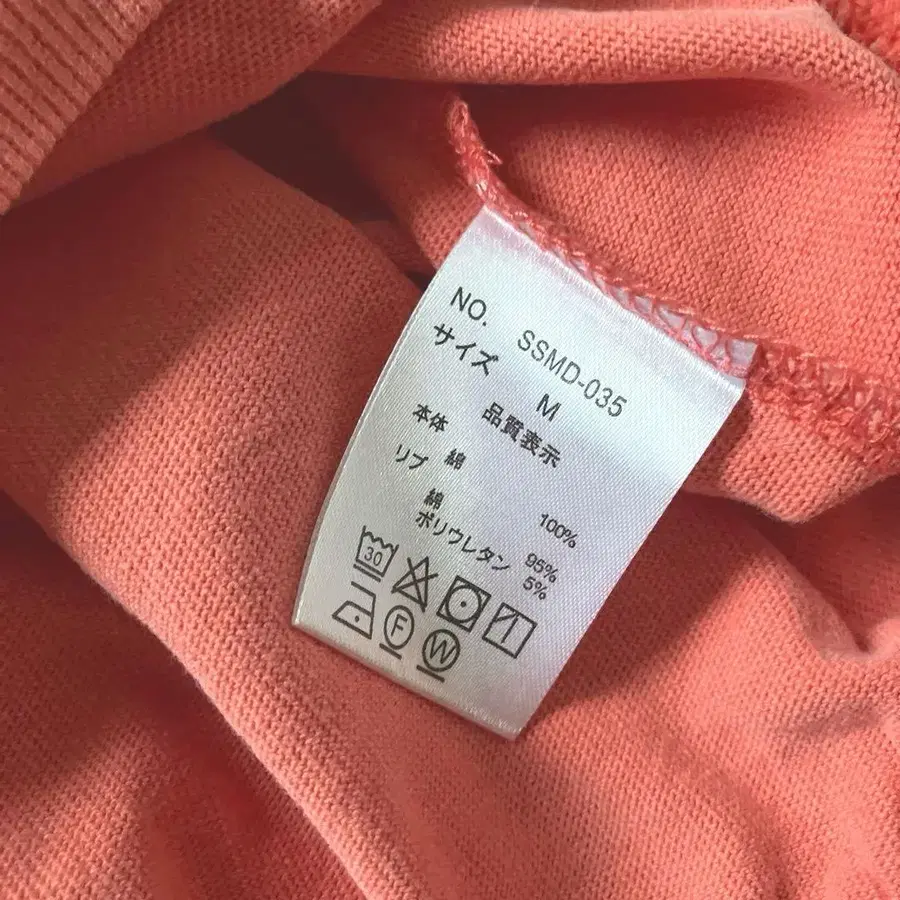 NO. SSMD-035
サイズ M
品質表示
本体 綿 100%
リブ 綿 95%
ポリウレタン 5%
30
F W